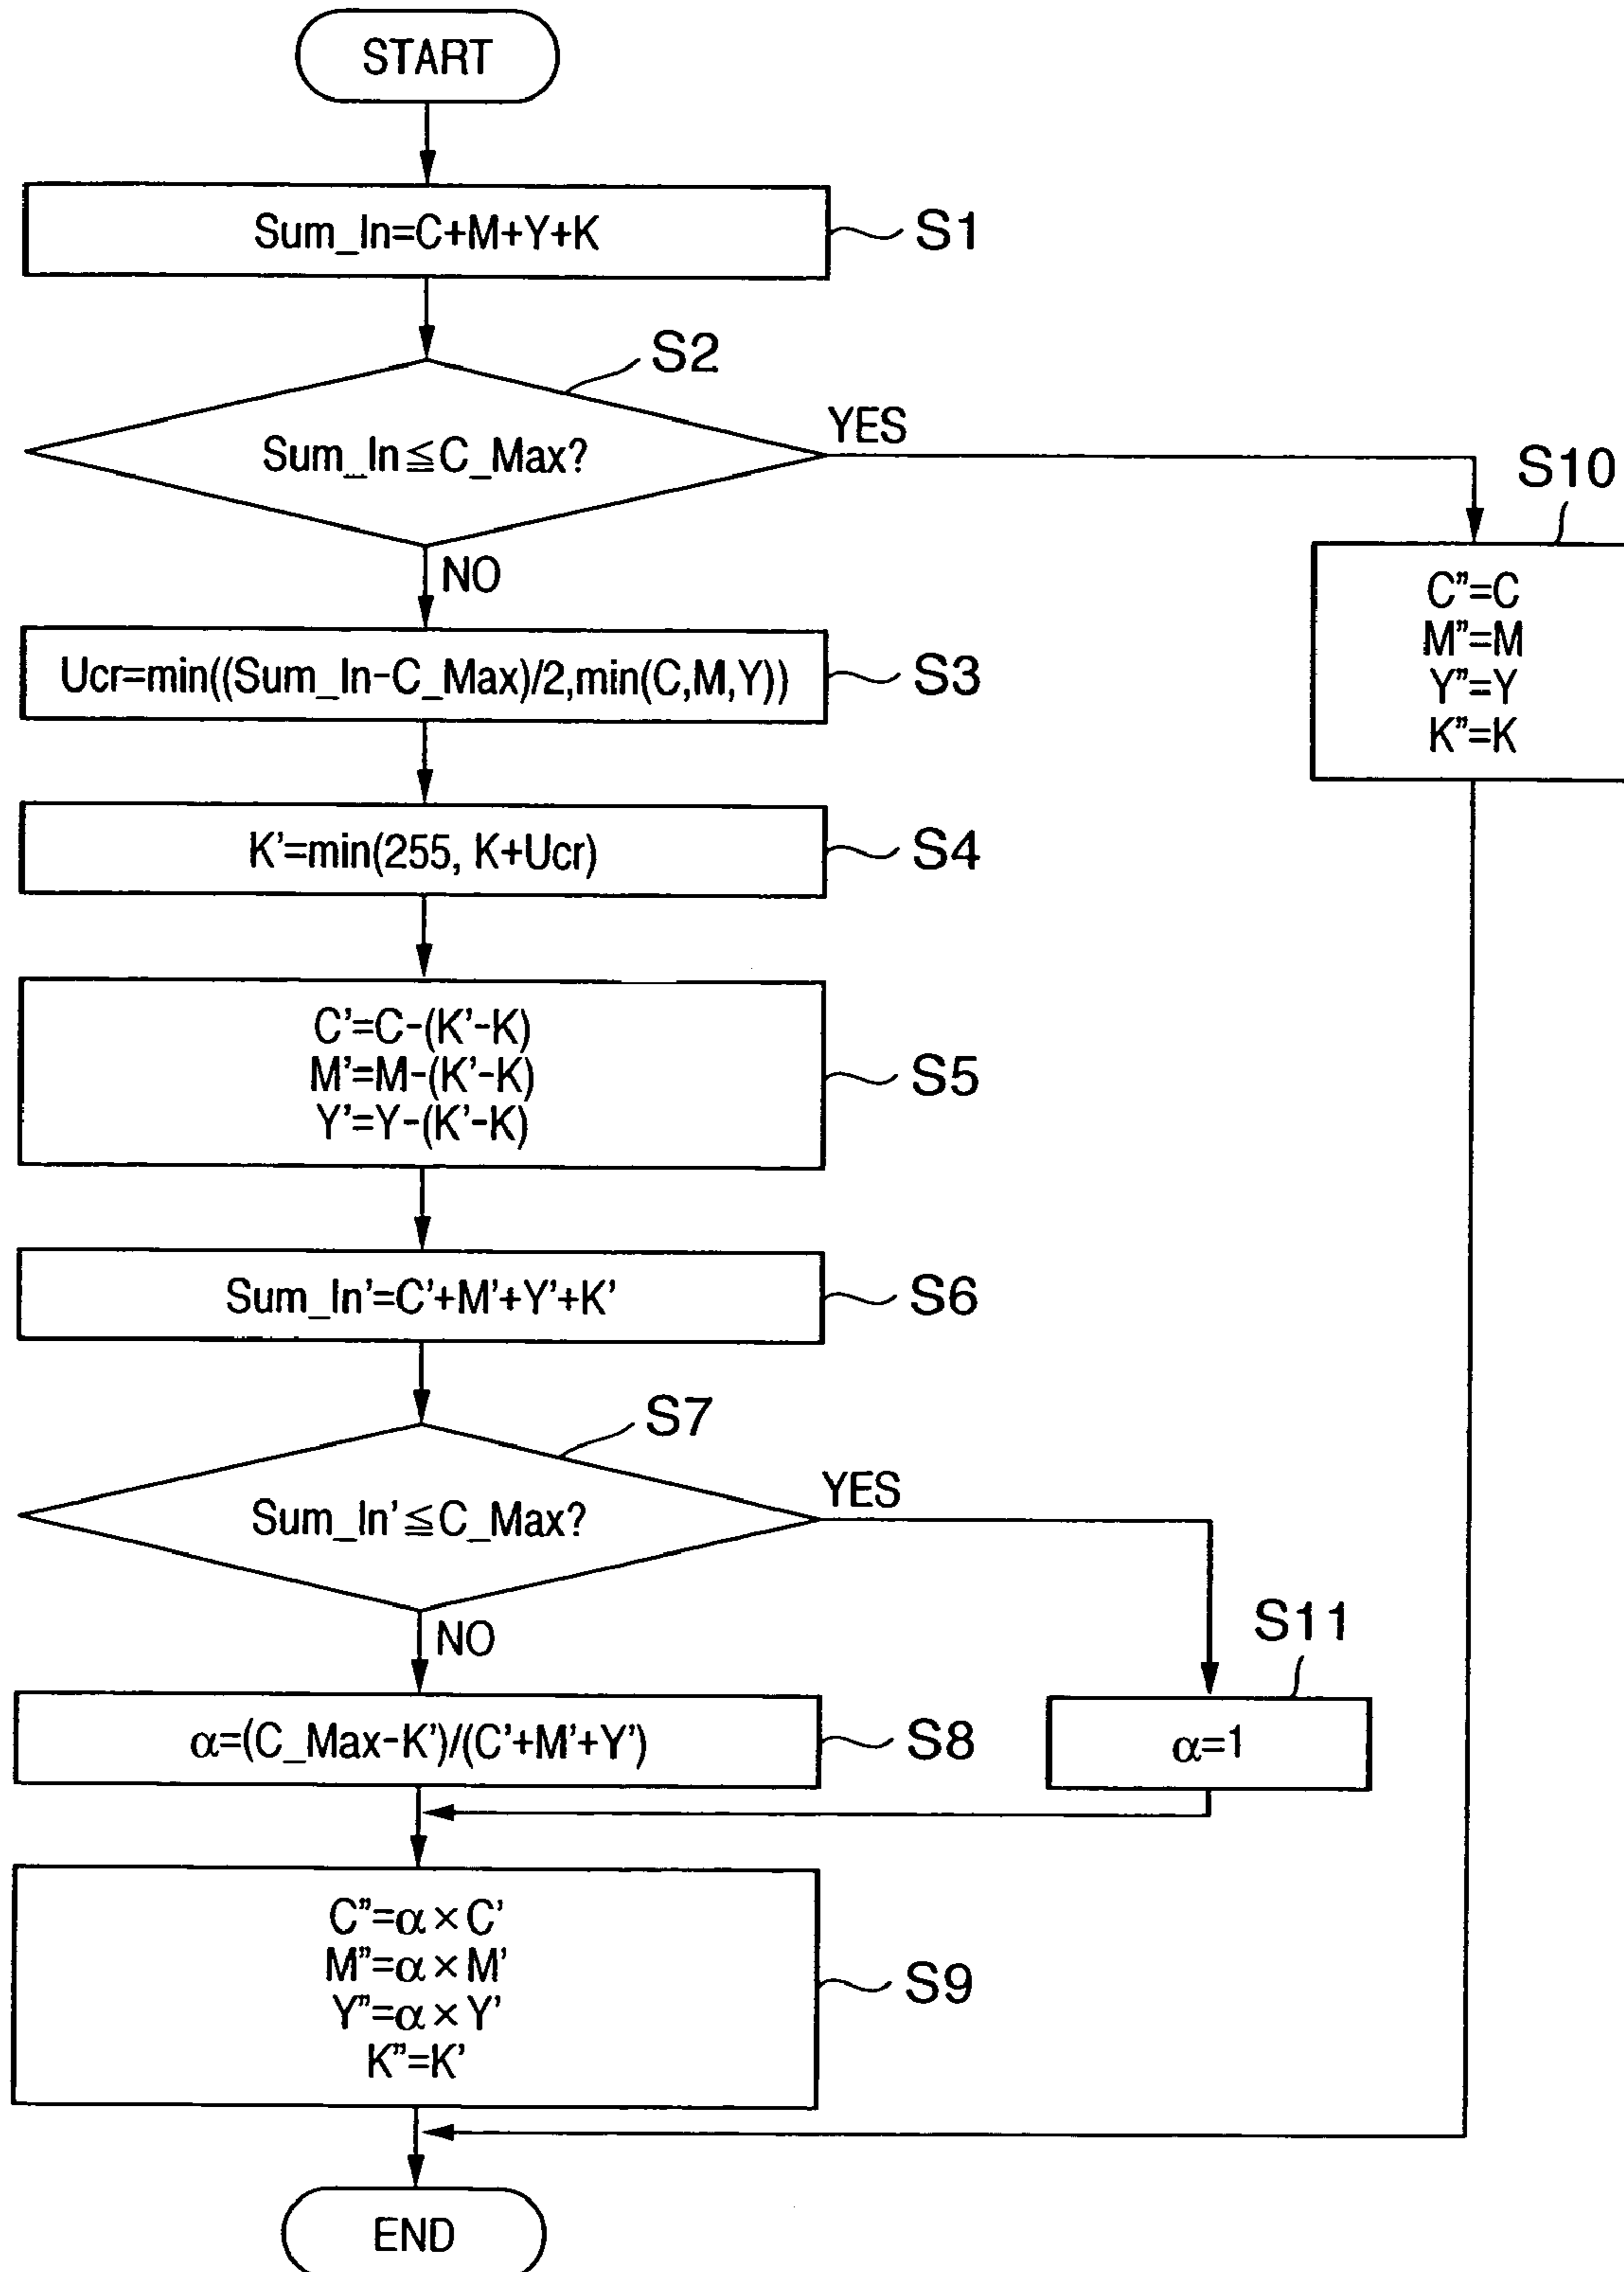 START
Sum_In=C+M+Y+K
S1
S2
Sum_In≦C_Max?
YES
NO
S10
C”=C
M”=M
Y”=Y
K”=K
Ucr=min((Sum_In-C_Max)/2,min(C,M,Y))
S3
K'=min(255, K+Ucr)
S4
C'=C-(K'-K)
M'=M-(K'-K)
Y'=Y-(K'-K)
S5
Sum_In'=C'+M'+Y'+K'
S6
S7
Sum_In'≦C_Max?
YES
NO
S11
α=(C_Max-K')/(C'+M'+Y')
S8
α=1
C”=α×C'
M”=α×M'
Y”=α×Y'
K”=K'
S9
END